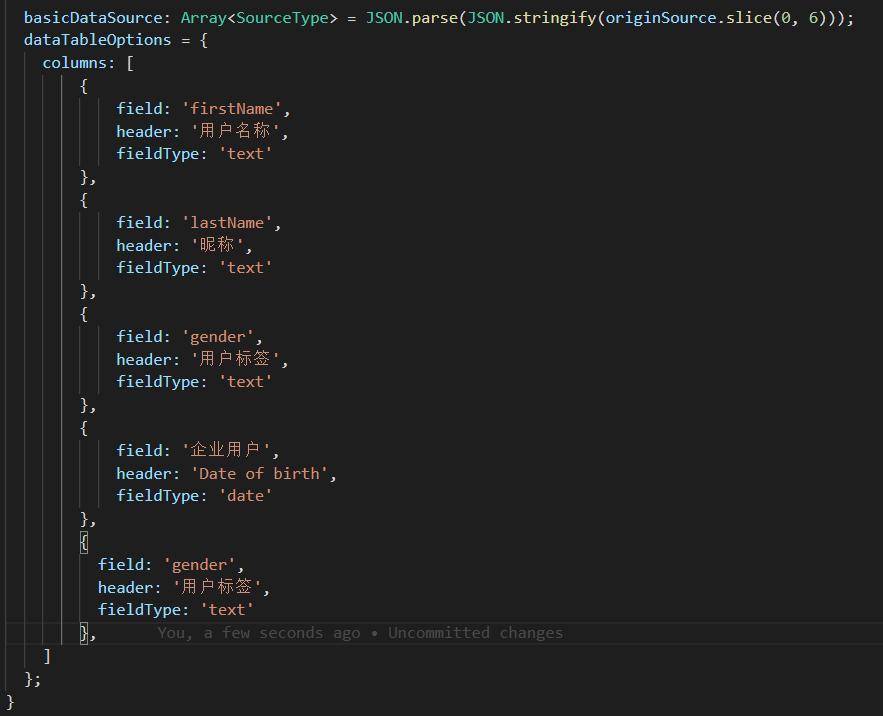 basicDataSource: Array<SourceType> = JSON.parse(JSON.stringify(originSource.slice(0, 6)));
dataTableOptions = {
columns: [
{
field: 'firstName',
header: '用户名称',
fieldType: 'text'
},
{
field: 'lastName',
header: '昵称',
fieldType: 'text'
},
{
field: 'gender',
header: '用户标签',
fieldType: 'text'
},
{
field: '企业用户',
header: 'Date of birth',
fieldType: 'date'
},
{
field: 'gender',
header: '用户标签',
fieldType: 'text'
}, You, a few seconds ago • Uncommitted changes
]
};
}